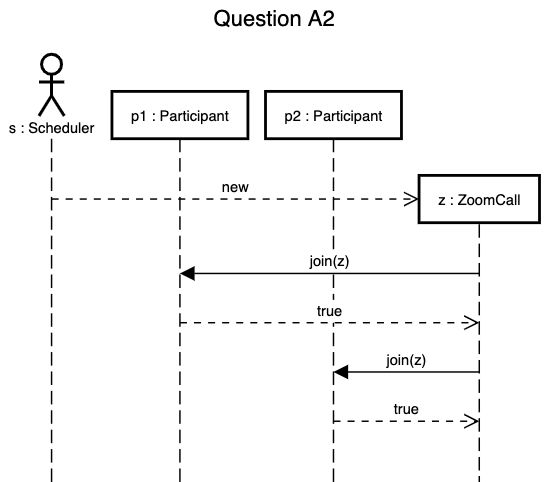 Question A2
s : Scheduler
p1 : Participant
p2 : Participant
new
z : ZoomCall
join(z)
true
join(z)
true